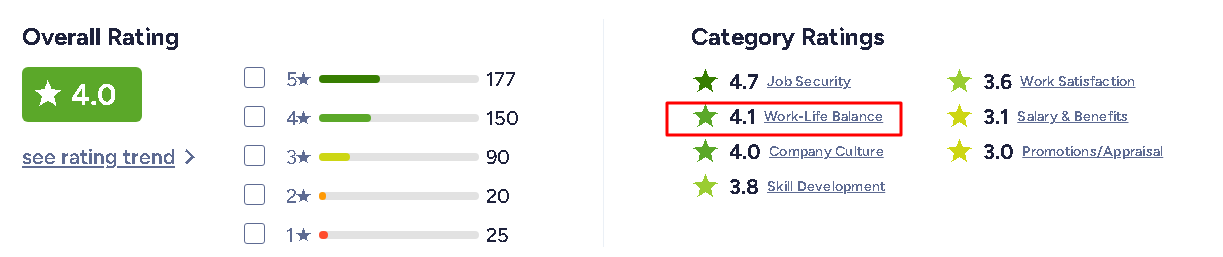 Overall Rating
★ 4.0
see rating trend >
5★ 177
4★ 150
3★ 90
2★ 20
1★ 25
Category Ratings
★ 4.7 Job Security
★ 4.1 Work-Life Balance
★ 4.0 Company Culture
★ 3.8 Skill Development
★ 3.6 Work Satisfaction
★ 3.1 Salary & Benefits
★ 3.0 Promotions/Appraisal